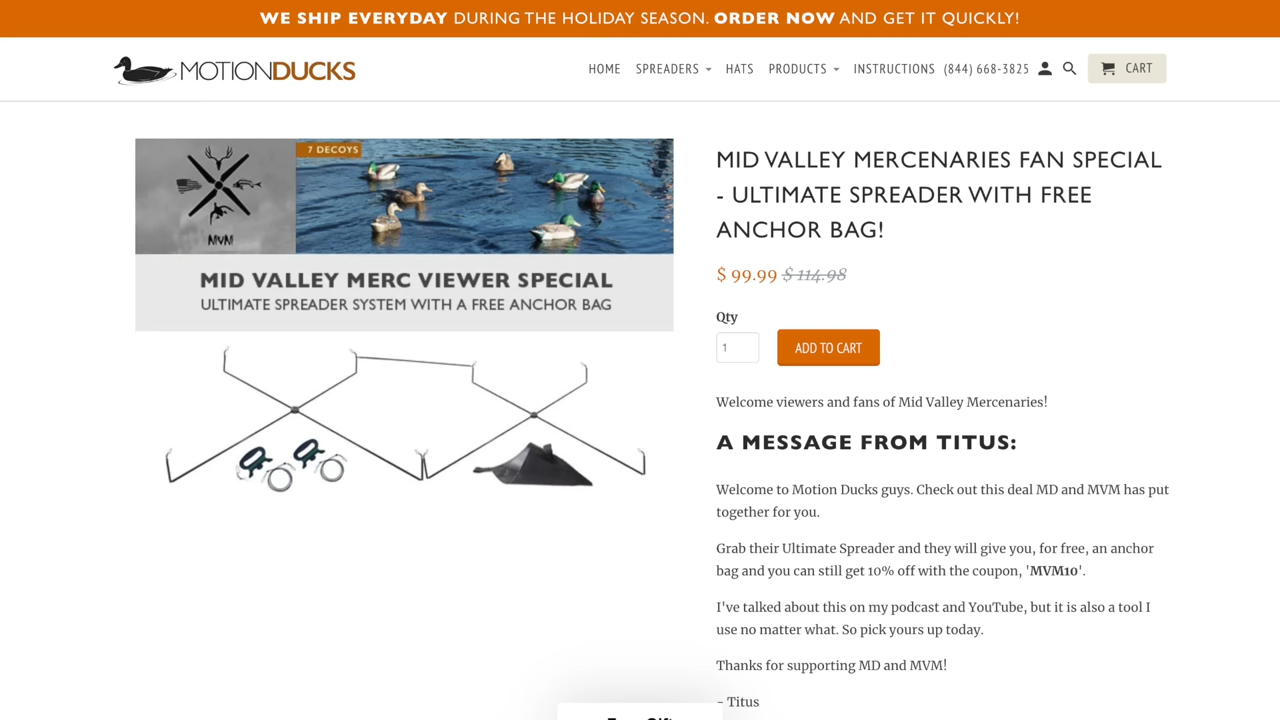 WE SHIP EVERYDAY DURING THE HOLIDAY SEASON. ORDER NOW AND GET IT QUICKLY!
MOTIONDUCKS
HOME SPREADERS HATS PRODUCTS INSTRUCTIONS (844) 668-3825 CART
7 DECOYS
MVM
MID VALLEY MERC VIEWER SPECIAL
ULTIMATE SPREADER SYSTEM WITH A FREE ANCHOR BAG
MID VALLEY MERCENARIES FAN SPECIAL
- ULTIMATE SPREADER WITH FREE
ANCHOR BAG!
$ 99.99 $ 114.98
Qty
1
ADD TO CART
Welcome viewers and fans of Mid Valley Mercenaries!
A MESSAGE FROM TITUS:
Welcome to Motion Ducks guys. Check out this deal MD and MVM has put
together for you.
Grab their Ultimate Spreader and they will give you, for free, an anchor
bag and you can still get 10% off with the coupon, 'MVM10'.
I've talked about this on my podcast and YouTube, but it is also a tool I
use no matter what. So pick yours up today.
Thanks for supporting MD and MVM!
- Titus